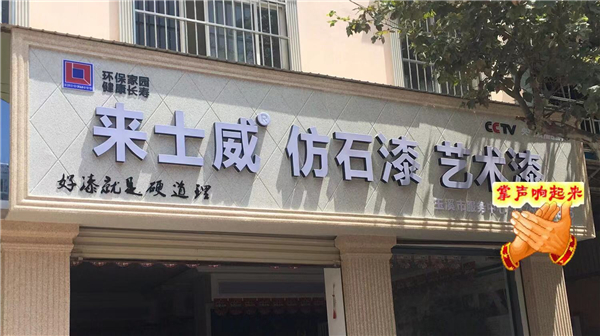 环保家园
健康长寿
CCTV
来士威® 仿石漆 艺术漆
好漆就是硬道理
掌声响起来